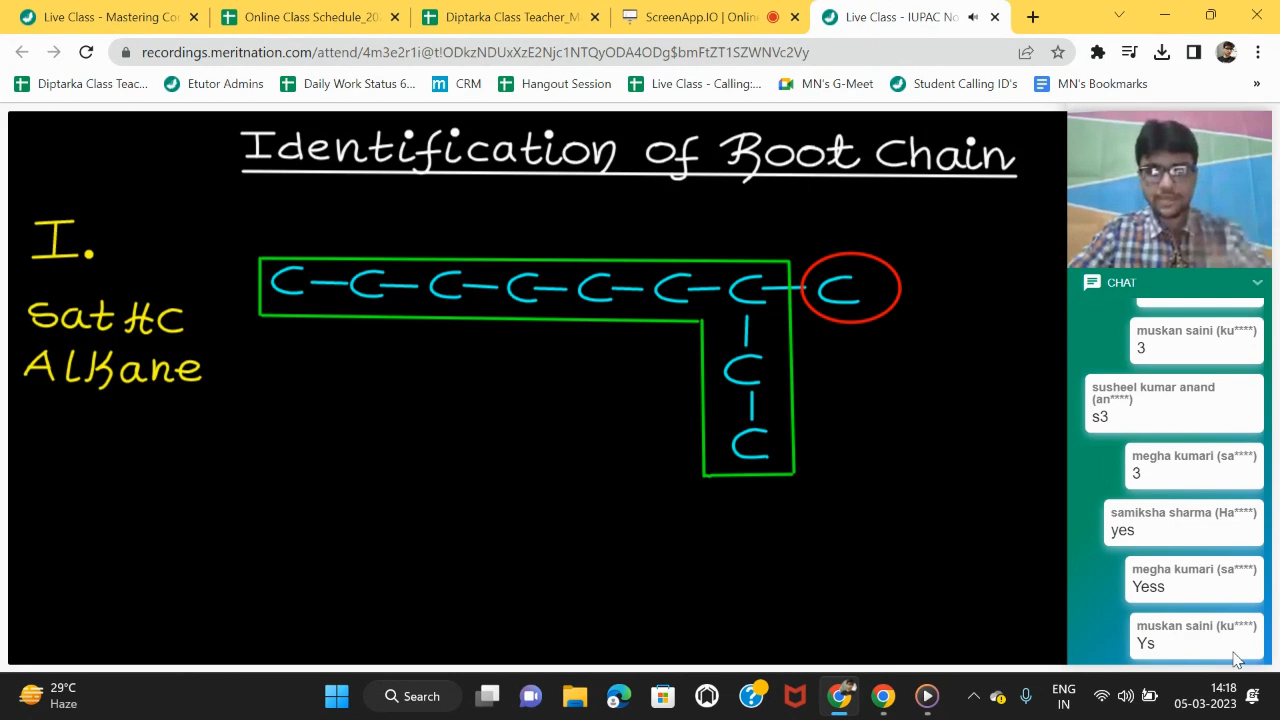 Live Class - Mastering Co
Online Class Schedule_20
Diptarka Class Teacher_M
ScreenApp.IO | Onlin
Live Class - IUPAC No
recordings.meritnation.com/attend/4m3e2r1i@t!ODkzNDUxXzE2Njc1NTQyODA4ODg$bmFtZT1SZWNVc2Vy
Diptarka Class Teac...
Etutor Admins
Daily Work Status 6...
CRM
Hangout Session
Live Class - Calling....
MN's G-Meet
Student Calling ID's
MN's Bookmarks
»
Identification of Root Chain
I.
Sat HC
Alkane
C—C—C—C—C—C—C—C
C
C
CHAT
muskan saini (ku****)
3
susheel kumar anand
(an****)
s3
megha kumari (sa****)
3
samiksha sharma (Ha****)
yes
megha kumari (sa****)
Yess
muskan saini (ku****)
Ys
29°C
Haze
Search
ENG
IN
14:18
05-03-2023